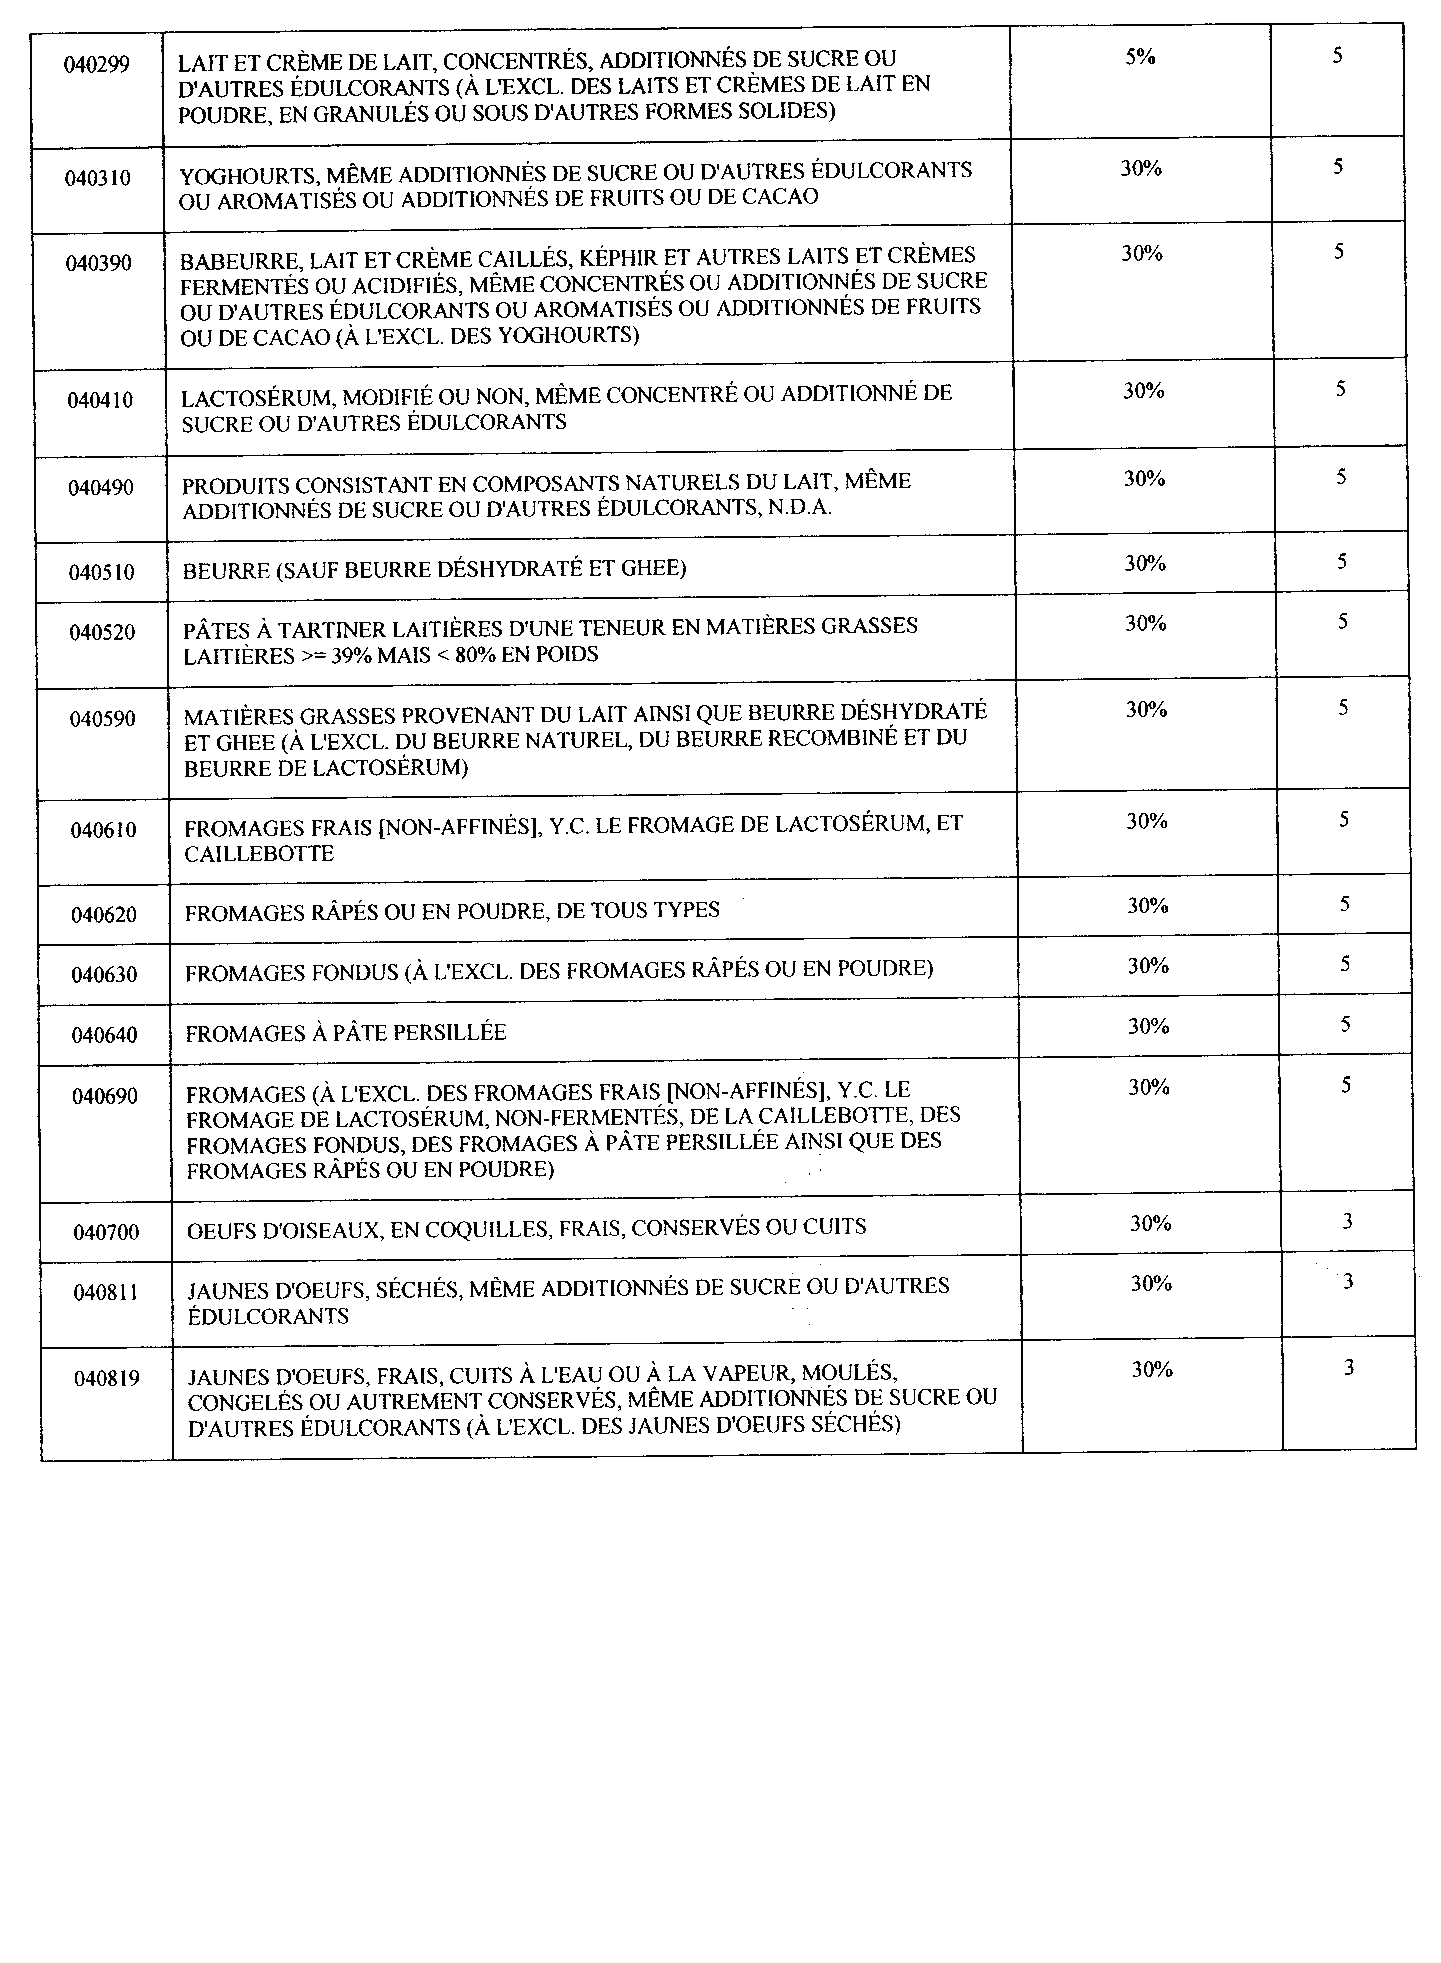 040299 LAIT ET CRÈME DE LAIT, CONCENTRÉS, ADDITIONNÉS DE SUCRE OU 5% 5
D'AUTRES ÉDULCORANTS (À L'EXCL. DES LAITS ET CRÈMES DE LAIT EN
POUDRE, EN GRANULÉS OU SOUS D'AUTRES FORMES SOLIDES)
040310 YOGHOURTS, MÊME ADDITIONNÉS DE SUCRE OU D'AUTRES ÉDULCORANTS 30% 5
OU AROMATISÉS OU ADDITIONNÉS DE FRUITS OU DE CACAO
040390 BABEURRE, LAIT ET CRÈME CAILLÉS, KÉPHIR ET AUTRES LAITS ET CRÈMES 30% 5
FERMENTÉS OU ACIDIFIÉS, MÊME CONCENTRÉS OU ADDITIONNÉS DE SUCRE
OU D'AUTRES ÉDULCORANTS OU AROMATISÉS OU ADDITIONNÉS DE FRUITS
OU DE CACAO (À L'EXCL. DES YOGHOURTS)
040410 LACTOSÉRUM, MODIFIÉ OU NON, MÊME CONCENTRÉ OU ADDITIONNÉ DE 30% 5
SUCRE OU D'AUTRES ÉDULCORANTS
040490 PRODUITS CONSISTANT EN COMPOSANTS NATURELS DU LAIT, MÊME 30% 5
ADDITIONNÉS DE SUCRE OU D'AUTRES ÉDULCORANTS, N.D.A.
040510 BEURRE (SAUF BEURRE DÉSHYDRATÉ ET GHEE) 30% 5
040520 PÂTES À TARTINER LAITIÈRES D'UNE TENEUR EN MATIÈRES GRASSES 30% 5
LAITIÈRES >= 39% MAIS < 80% EN POIDS
040590 MATIÈRES GRASSES PROVENANT DU LAIT AINSI QUE BEURRE DÉSHYDRATÉ 30% 5
ET GHEE (À L'EXCL. DU BEURRE NATUREL, DU BEURRE RECOMBINÉ ET DU
BEURRE DE LACTOSÉRUM)
040610 FROMAGES FRAIS [NON-AFFINÉS], Y.C. LE FROMAGE DE LACTOSÉRUM, ET 30% 5
CAILLEBOTTE
040620 FROMAGES RÂPÉS OU EN POUDRE, DE TOUS TYPES 30% 5
040630 FROMAGES FONDUS (À L'EXCL. DES FROMAGES RÂPÉS OU EN POUDRE) 30% 5
040640 FROMAGES À PÂTE PERSILLÉE 30% 5
040690 FROMAGES (À L'EXCL. DES FROMAGES FRAIS [NON-AFFINÉS], Y.C. LE 30% 5
FROMAGE DE LACTOSÉRUM, NON-FERMENTÉS, DE LA CAILLEBOTTE, DES
FROMAGES FONDUS, DES FROMAGES À PÂTE PERSILLÉE AINSI QUE DES
FROMAGES RÂPÉS OU EN POUDRE)
040700 OEUFS D'OISEAUX, EN COQUILLES, FRAIS, CONSERVÉS OU CUITS 30% 3
040811 JAUNES D'OEUFS, SÉCHÉS, MÊME ADDITIONNÉS DE SUCRE OU D'AUTRES 30% 3
ÉDULCORANTS
040819 JAUNES D'OEUFS, FRAIS, CUITS À L'EAU OU À LA VAPEUR, MOULÉS, 30% 3
CONGELÉS OU AUTREMENT CONSERVÉS, MÊME ADDITIONNÉS DE SUCRE OU
D'AUTRES ÉDULCORANTS (À L'EXCL. DES JAUNES D'OEUFS SÉCHÉS)